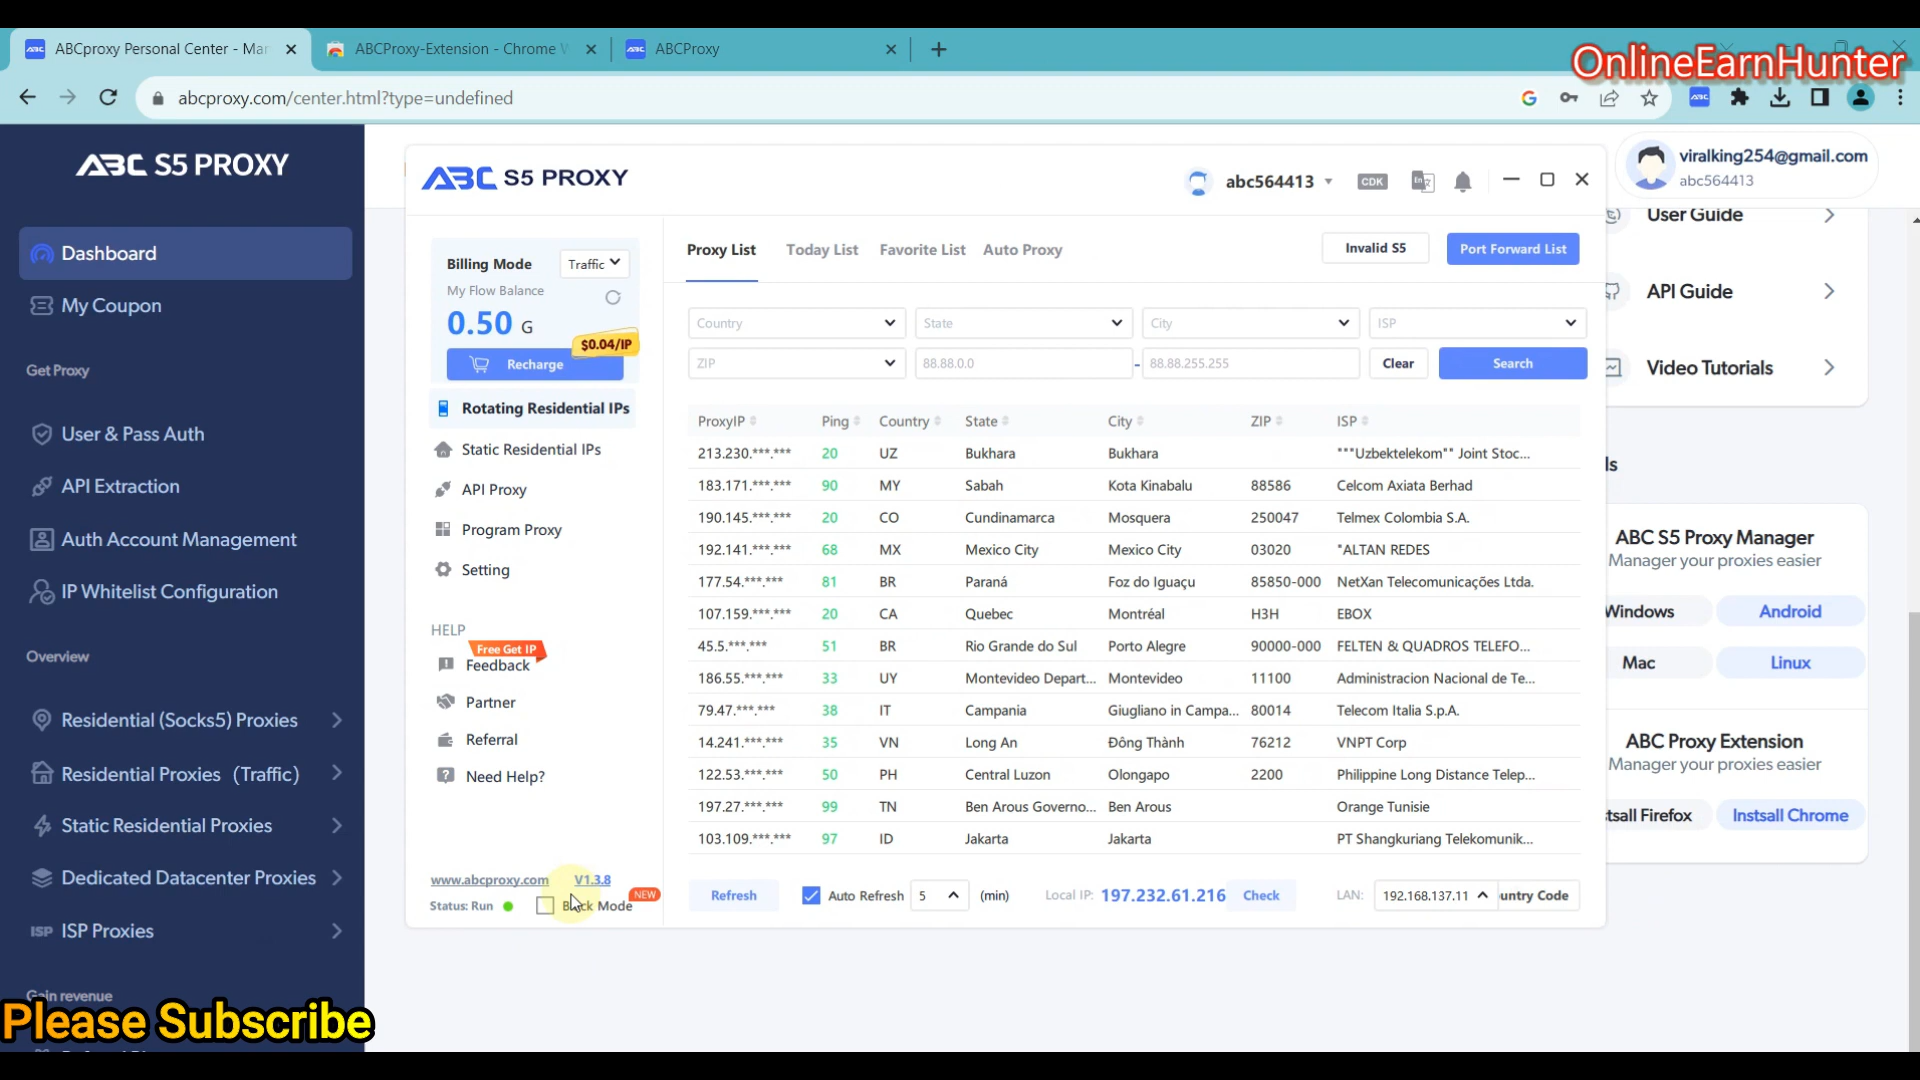 ABCproxy Personal Center - Ma
ABCProxy-Extension - Chrome
ABCProxy
OnlineEarnHunter
abcproxy.com/center.html?type=undefined
ABC S5 PROXY
Dashboard
My Coupon
Get Proxy
User & Pass Auth
API Extraction
Auth Account Management
IP Whitelist Configuration
Overview
Residential (Socks5) Proxies
Residential Proxies (Traffic)
Static Residential Proxies
Dedicated Datacenter Proxies
ISP ISP Proxies
Gain revenue
Please Subscribe
ABC S5 PROXY
abc564413
CDK
viralking254@gmail.com
abc564413
Billing Mode
Traffic
My Flow Balance
0.50 G
$0.04/IP
Recharge
Rotating Residential IPs
Static Residential IPs
API Proxy
Program Proxy
Setting
HELP
Free Get IP
Feedback
Partner
Referral
Need Help?
www.abcproxy.com V1.3.8
NEW
Status: Run Mode
Proxy List Today List Favorite List Auto Proxy
Invalid S5 Port Forward List
Country State City ISP
ZIP 88.88.0.0 - 88.88.255.255 Clear Search
ProxyIP Ping Country State City ZIP ISP
213.230.***.*** 20 UZ Bukhara Bukhara """Uzbektelekom"" Joint Stoc...
183.171.***.*** 90 MY Sabah Kota Kinabalu 88586 Celcom Axiata Berhad
190.145.***.*** 20 CO Cundinamarca Mosquera 250047 Telmex Colombia S.A.
192.141.***.*** 68 MX Mexico City Mexico City 03020 "ALTAN REDES
177.54.***.*** 81 BR Paraná Foz do Iguaçu 85850-000 NetXan Telecomunicações Ltda.
107.159.***.*** 20 CA Quebec Montréal H3H EBOX
45.5.***.*** 51 BR Rio Grande do Sul Porto Alegre 90000-000 FELTEN & QUADROS TELEFO...
186.55.***.*** 33 UY Montevideo Depart... Montevideo 11100 Administracion Nacional de Te...
79.47.***.*** 38 IT Campania Giugliano in Campa... 80014 Telecom Italia S.p.A.
14.241.***.*** 35 VN Long An Đông Thành 76212 VNPT Corp
122.53.***.*** 50 PH Central Luzon Olongapo 2200 Philippine Long Distance Telep...
197.27.***.*** 99 TN Ben Arous Governo... Ben Arous Orange Tunisie
103.109.***.*** 97 ID Jakarta Jakarta PT Shangkuriang Telekomunik...
Refresh Auto Refresh 5 (min) Local IP: 197.232.61.216 Check LAN: 192.168.137.11 untry Code
User Guide
API Guide
Video Tutorials
ls
ABC S5 Proxy Manager
Manager your proxies easier
Windows Android
Mac Linux
ABC Proxy Extension
Manager your proxies easier
tsall Firefox Instsall Chrome